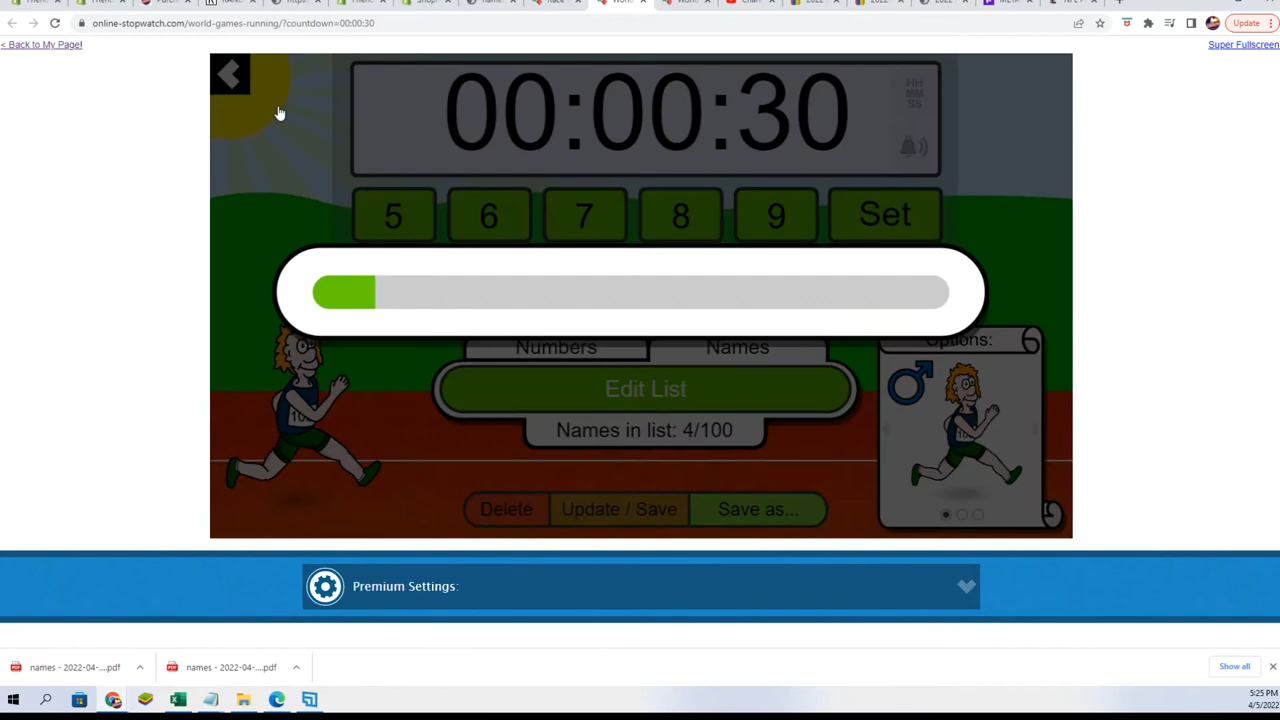 online-stopwatch.com/world-games-running/?countdown=00:00:30
Update
< Back to My Page!
Super Fullscreen
00:00:30
HH
MM
SS
5 6 7 8 9 Set
Numbers Names
Options:
Edit List
Names in list: 4/100
Delete Update / Save Save as...
Premium Settings:
names - 2022-04-....pdf names - 2022-04-....pdf Show all
5:25 PM
4/5/2022